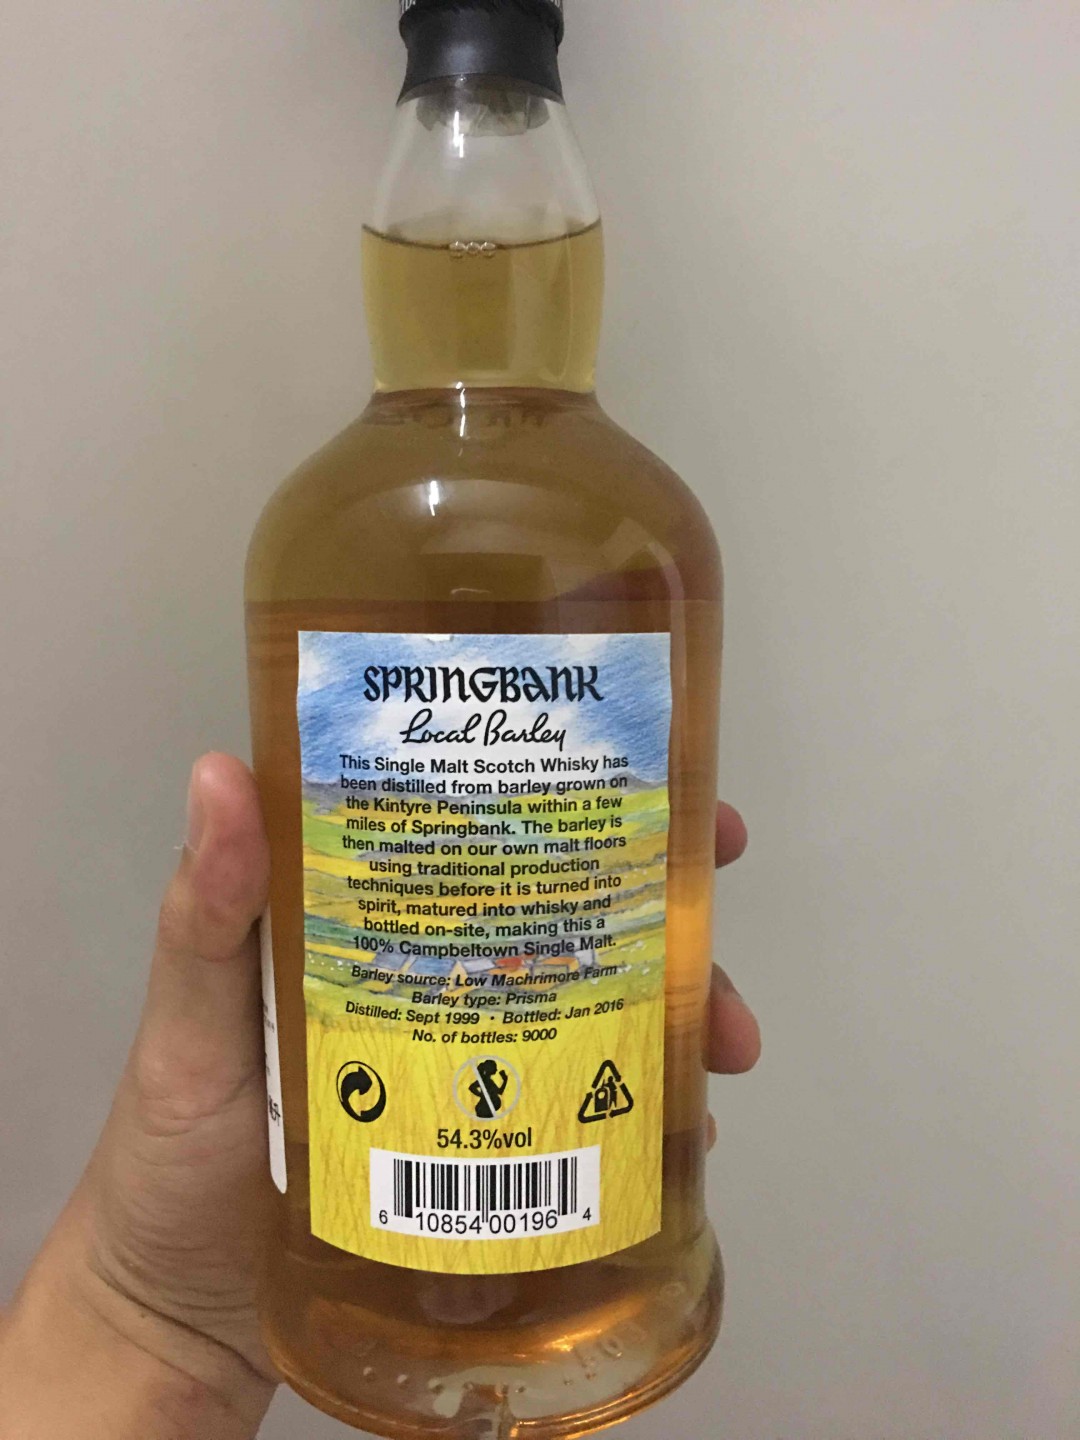 SPRINGBANK
Local Barley
This Single Malt Scotch Whisky has
been distilled from barley grown on
the Kintyre Peninsula within a few
miles of Springbank. The barley is
then malted on our own malt floors
using traditional production
techniques before it is turned into
spirit, matured into whisky and
bottled on-site, making this a
100% Campbeltown Single Malt.
Barley source: Low Machrimore Farm
Barley type: Prisma
Distilled: Sept 1999 • Bottled: Jan 2016
No. of bottles: 9000
54.3%vol
6 10854 00196 4